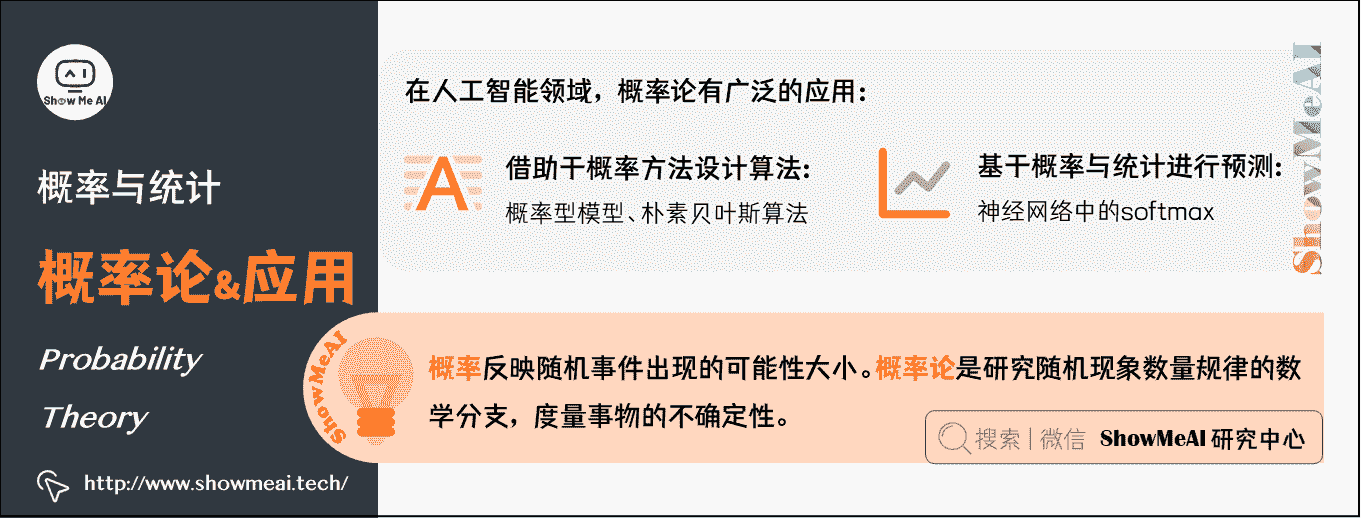 Show Me AI
概率与统计
概率论&应用
Probability
Theory
http://www.showmeai.tech/
在人工智能领域，概率论有广泛的应用：
A
借助于概率方法设计算法：
概率型模型、朴素贝叶斯算法
基于概率与统计进行预测：
神经网络中的softmax
ShowMeAI
ShowMeAI
概率反映随机事件出现的可能性大小。概率论是研究随机现象数量规律的数
学分支，度量事物的不确定性。
搜索|微信 ShowMeAI 研究中心